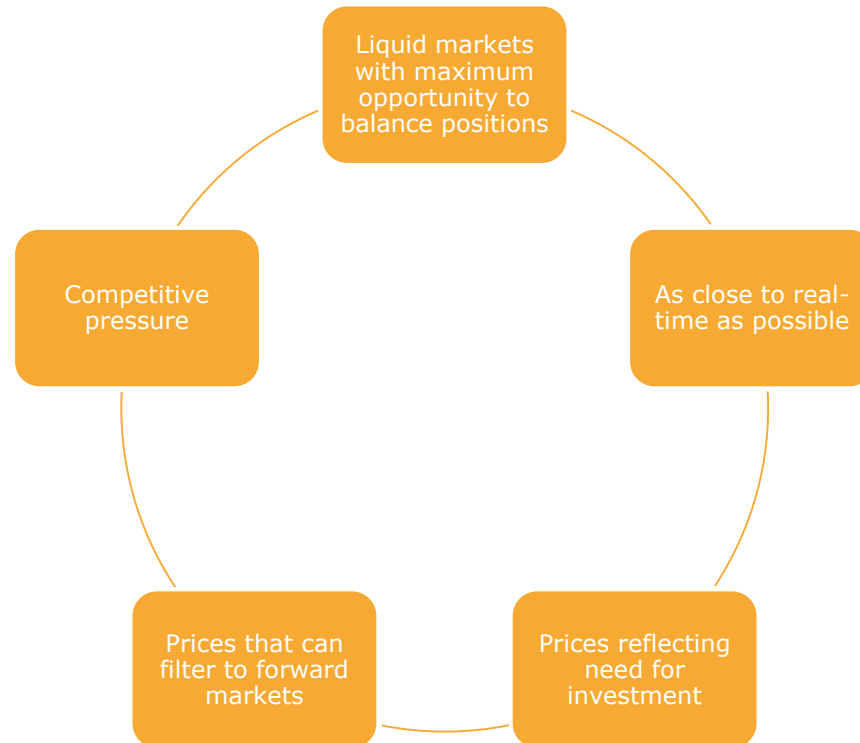 Liquid markets
with maximum
opportunity to
balance positions
As close to real-
time as possible
Prices reflecting
need for
investment
Prices that can
filter to forward
markets
Competitive
pressure